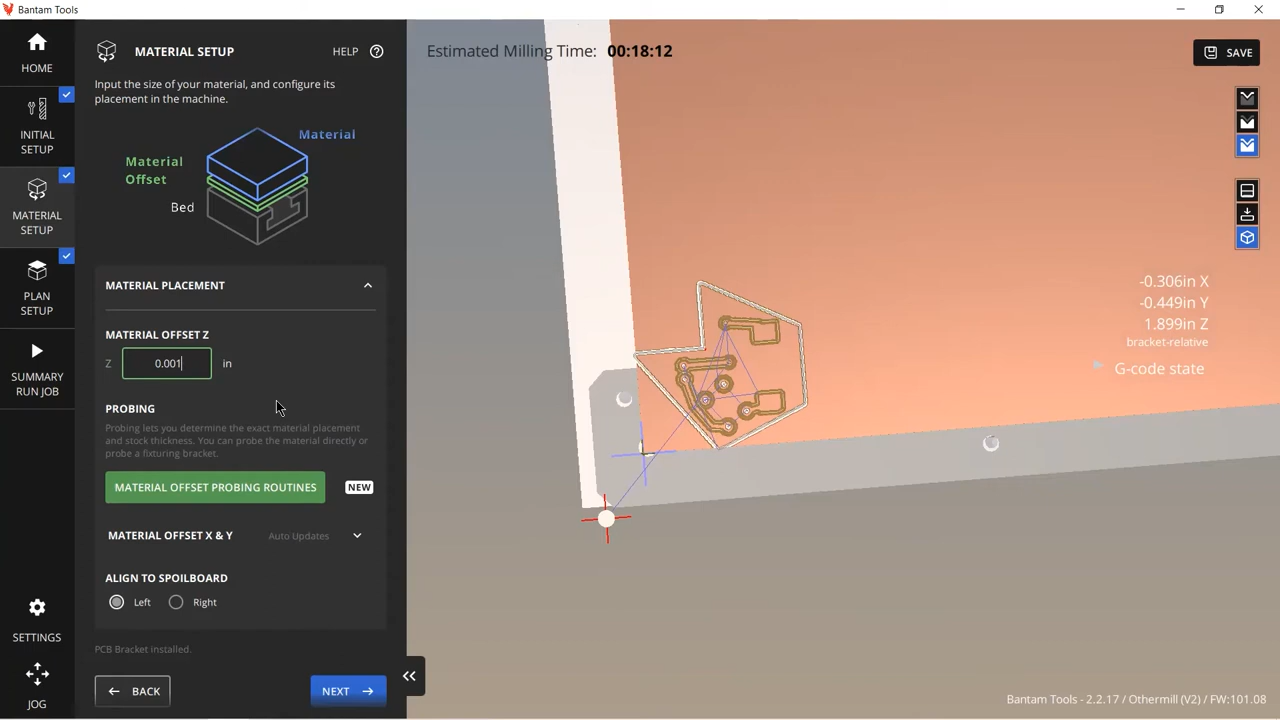 Bantam Tools
HOME
INITIAL
SETUP
MATERIAL
SETUP
PLAN
SETUP
SUMMARY
RUN JOB
SETTINGS
JOG
MATERIAL SETUP
HELP
Input the size of your material, and configure its
placement in the machine.
Material
Material
Offset
Bed
MATERIAL PLACEMENT
MATERIAL OFFSET Z
Z 0.001 in
PROBING
Probing lets you determine the exact material placement
and stock thickness. You can probe the material directly or
probe a fixturing bracket.
MATERIAL OFFSET PROBING ROUTINES NEW
MATERIAL OFFSET X & Y Auto Updates
ALIGN TO SPOILBOARD
Left Right
PCB Bracket installed.
BACK
NEXT
Estimated Milling Time: 00:18:12
SAVE
-0.306in X
-0.449in Y
1.899in Z
bracket-relative
G-code state
Bantam Tools - 2.2.17 / Othermill (V2) / FW:101.08